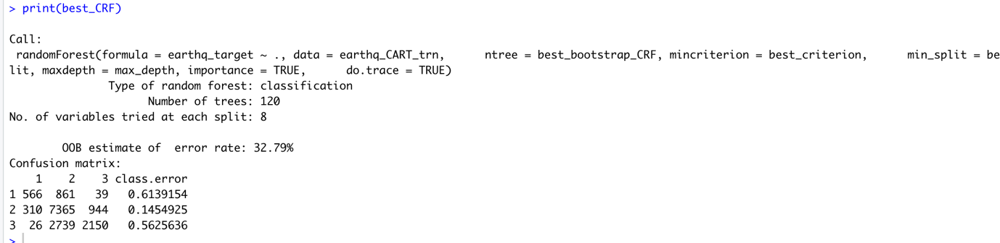 > print(best_CRF)
Call:
 randomForest(formula = earthq_target ~ ., data = earthq_CART_trn,      ntree = best_bootstrap_CRF, mincriterion = best_criterion,      min_split = be
lit, maxdepth = max_depth, importance = TRUE,      do.trace = TRUE)
               Type of random forest: classification
                     Number of trees: 120
No. of variables tried at each split: 8
        OOB estimate of  error rate: 32.79%
Confusion matrix:
    1    2    3 class.error
1 566  861   39   0.6139154
2 310 7365  944   0.1454925
3  26 2739 2150   0.5625636
>